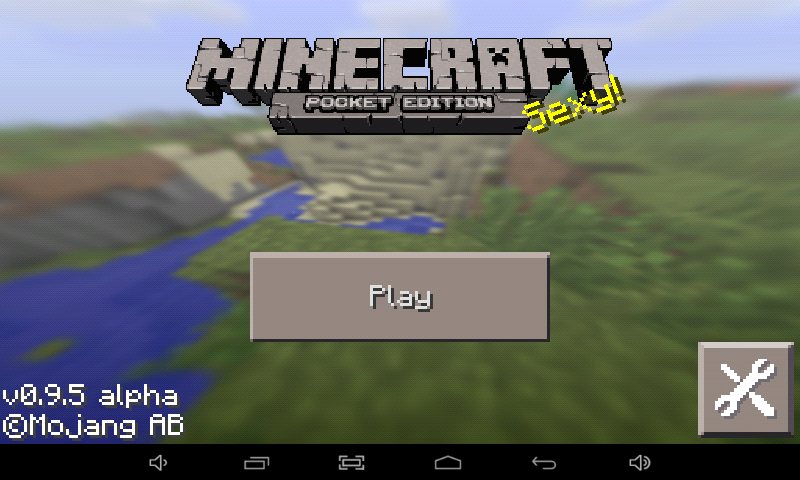 MINECRAFT
POCKET EDITION
Sexy!
Play
v0.9.5 alpha
©Mojang AB